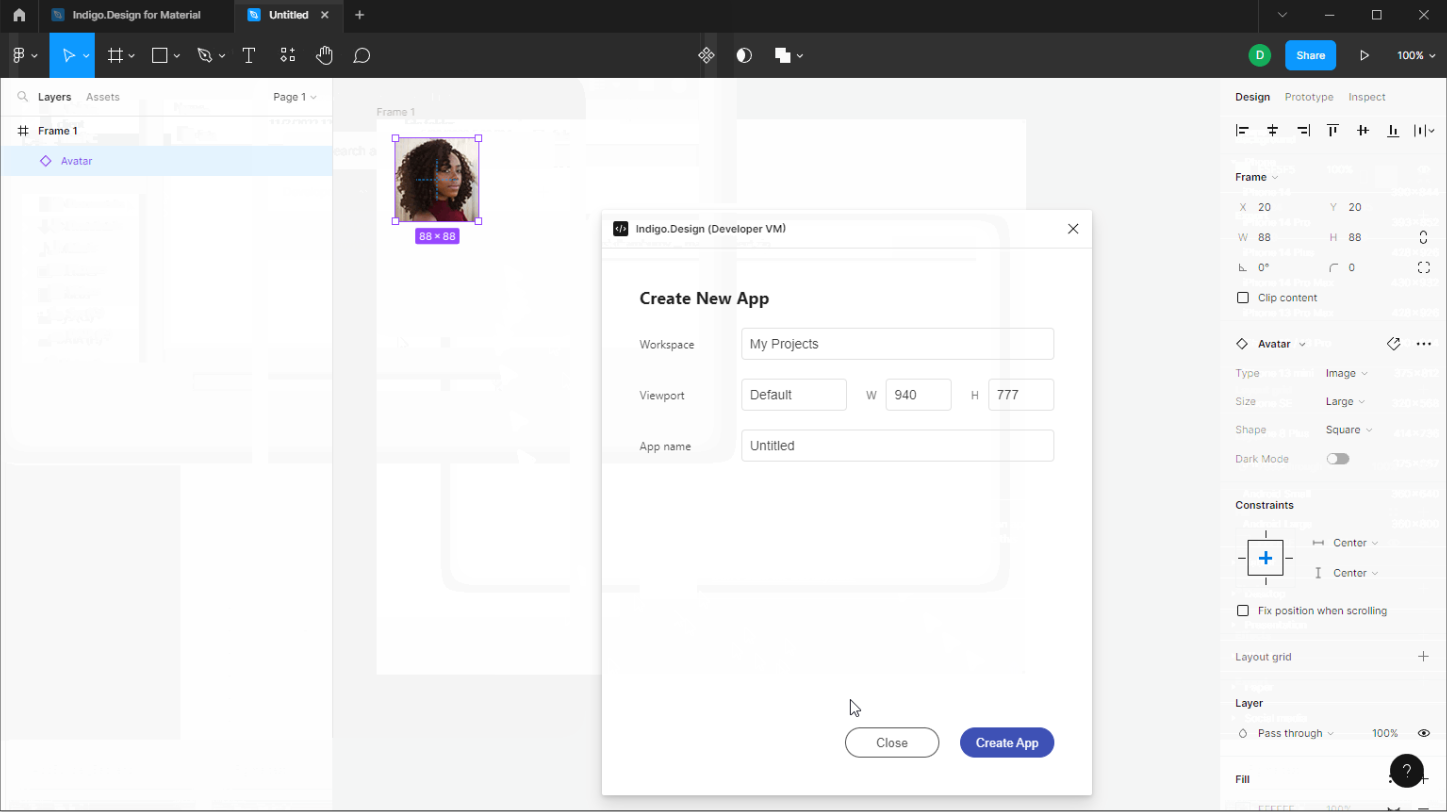 Indigo.Design for Material
Untitled
D
Share
100%
Layers
Assets
Page 1
Frame 1
Avatar
Frame 1
88 × 88
Indigo.Design (Developer VM)
Create New App
Workspace
My Projects
Viewport
Default
W
940
H
777
App name
Untitled
Close
Create App
Design
Prototype
Inspect
Frame
X 20
Y 20
W 88
H 88
0°
0
Clip content
Avatar
Type
Image
Size
Large
Shape
Square
Dark Mode
Constraints
Center
Center
Fix position when scrolling
Layout grid
Layer
Pass through
100%
?
Fill
FFFFFF
100%